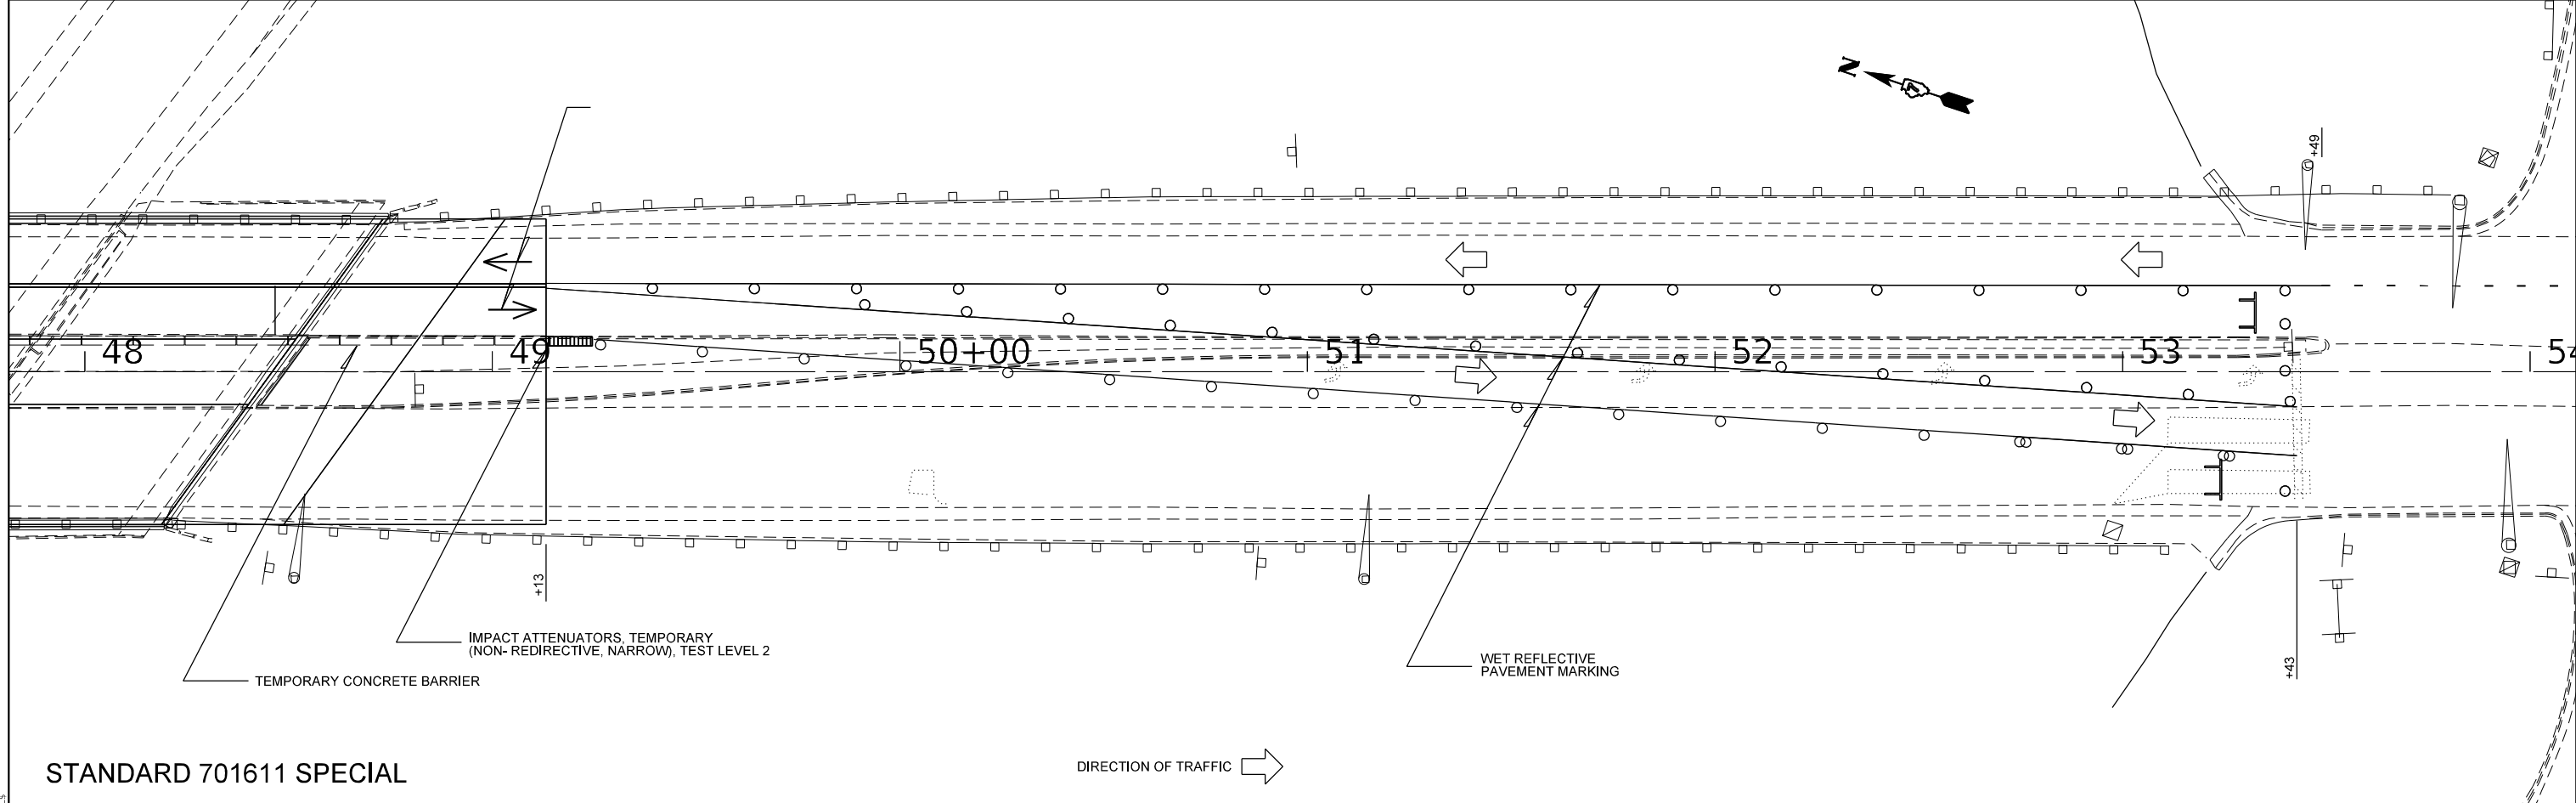 N
+49
48
49
50+00
51
52
53
54
+13
+43
IMPACT ATTENUATORS, TEMPORARY
(NON- REDIRECTIVE, NARROW), TEST LEVEL 2
TEMPORARY CONCRETE BARRIER
WET REFLECTIVE
PAVEMENT MARKING
STANDARD 701611 SPECIAL
DIRECTION OF TRAFFIC